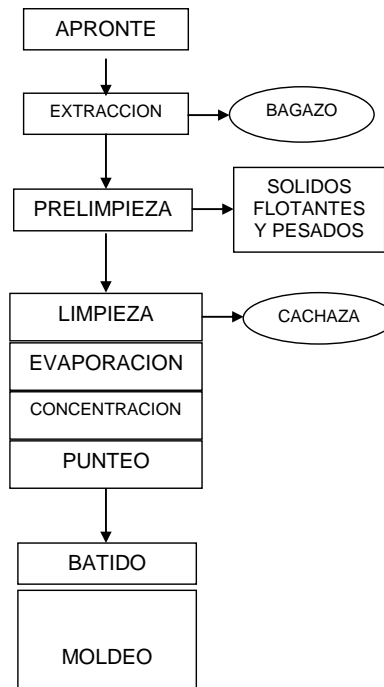 APRONTE
EXTRACCION
BAGAZO
PRELIMPIEZA
SOLIDOS
FLOTANTES
Y PESADOS
LIMPIEZA
CACHAZA
EVAPORACION
CONCENTRACION
PUNTEO
BATIDO
MOLDEO